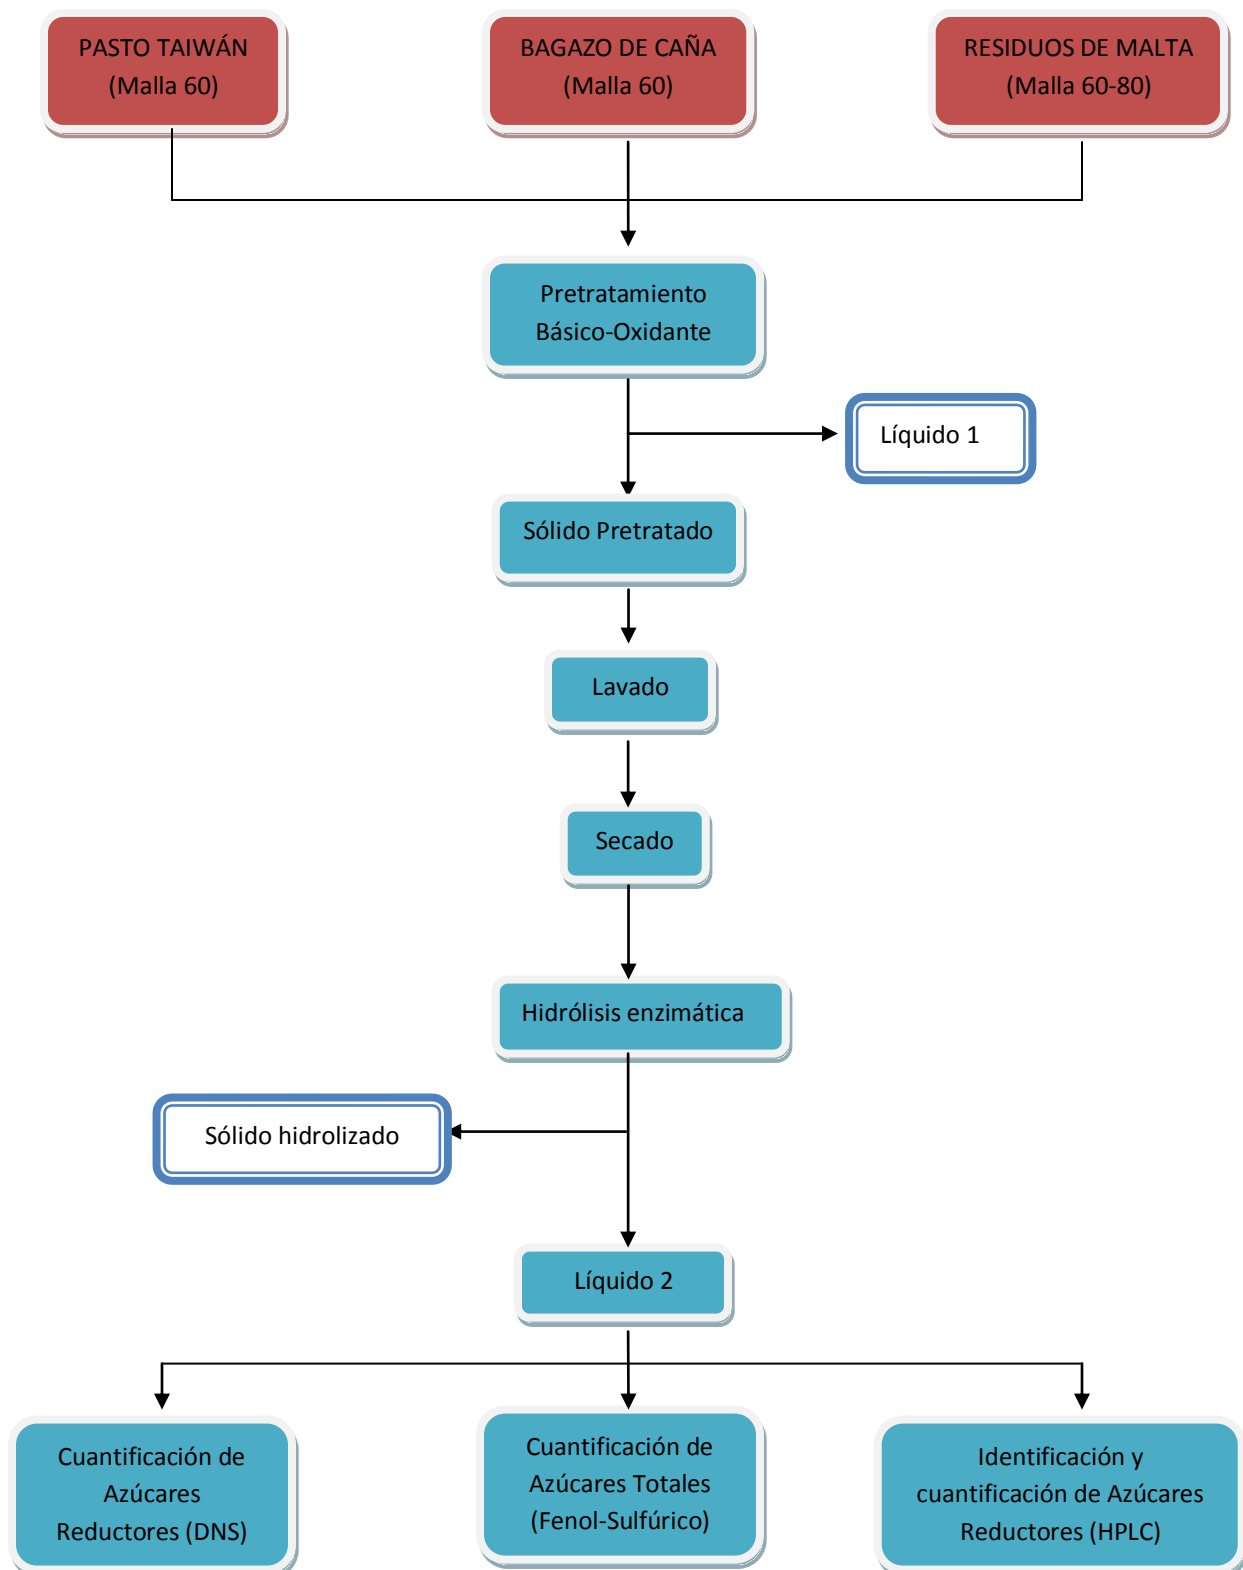 PASTO TAIWÁN
(Malla 60)
BAGAZO DE CAÑA
(Malla 60)
RESIDUOS DE MALTA
(Malla 60-80)
Pretratamiento
Básico-Oxidante
Líquido 1
Sólido Pretratado
Lavado
Secado
Hidrólisis enzimática
Sólido hidrolizado
Líquido 2
Cuantificación de
Azúcares
Reductores (DNS)
Cuantificación de
Azúcares Totales
(Fenol-Sulfúrico)
Identificación y
cuantificación de Azúcares
Reductores (HPLC)